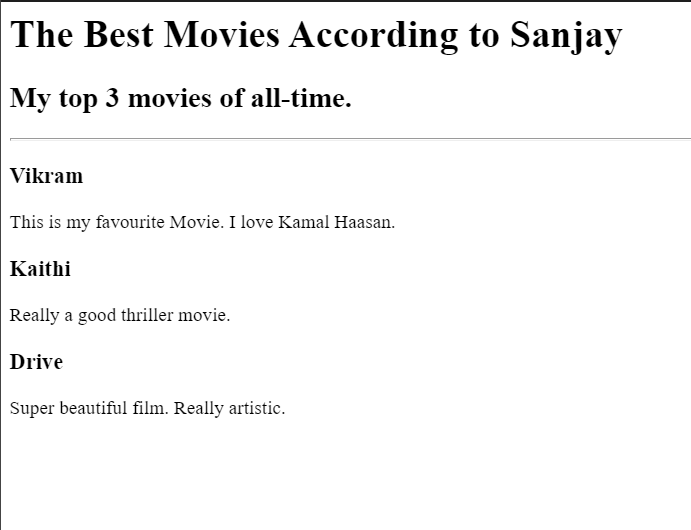 The Best Movies According to Sanjay
My top 3 movies of all-time.
Vikram
This is my favourite Movie. I love Kamal Haasan.
Kaithi
Really a good thriller movie.
Drive
Super beautiful film. Really artistic.